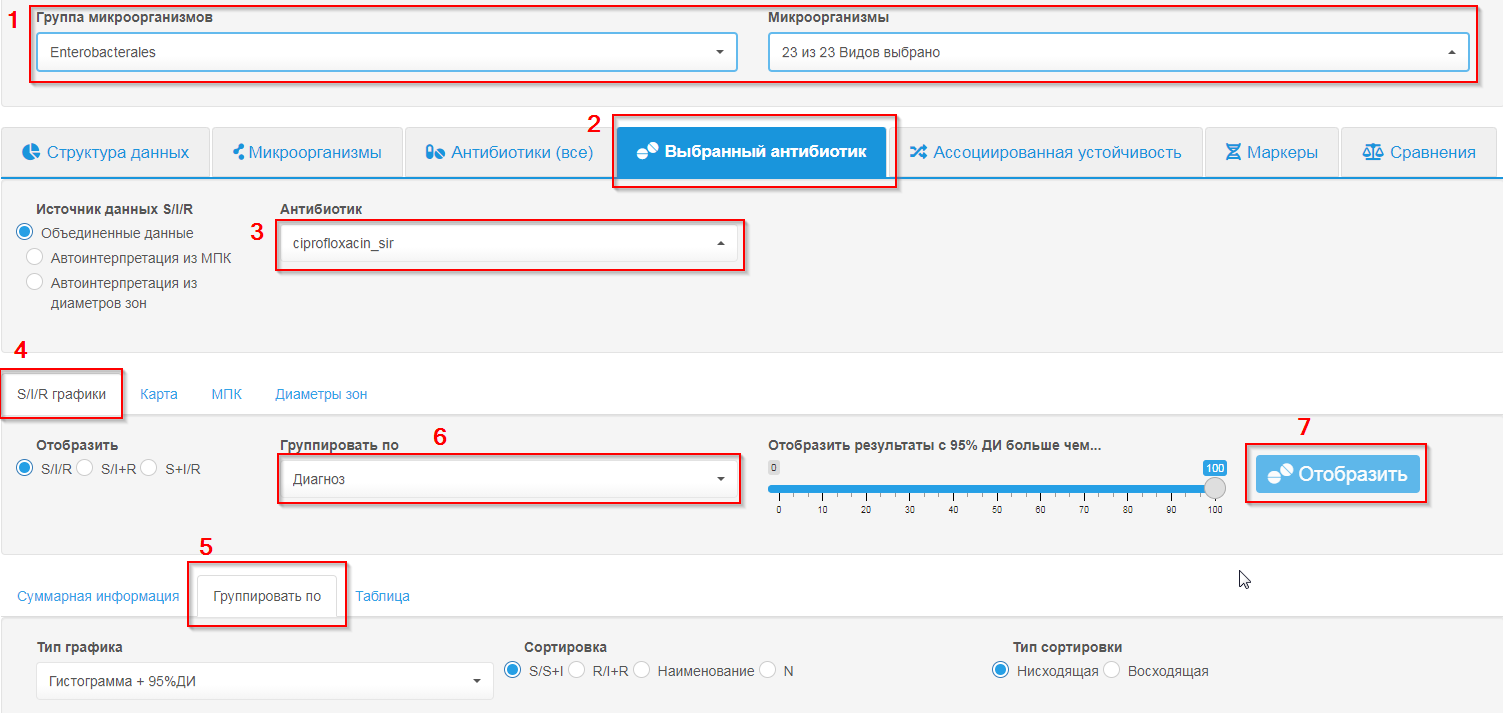 1
Группа микроорганизмов Микроорганизмы
Enterobacterales 23 из 23 Видов выбрано
2
Структура данных Микроорганизмы Антибиотики (все) Выбранный антибиотик Ассоциированная устойчивость Маркеры Сравнения
Источник данных S/I/R Антибиотик
Объединенные данные 3 ciprofloxacin_sir
Автоинтерпретация из МПК
Автоинтерпретация из
диаметров зон
4
S/I/R графики Карта МПК Диаметры зон
7
Отобразить Группировать по 6 Отобразить результаты с 95% ДИ больше чем...
S/I/R S/I+R S+I/R Диагноз 0 100 Отобразить
0 10 20 30 40 50 60 70 80 90 100
5
Суммарная информация Группировать по Таблица
Тип графика Сортировка Тип сортировки
Гистограмма + 95%ДИ S/S+I R/I+R Наименование N Нисходящая Восходящая